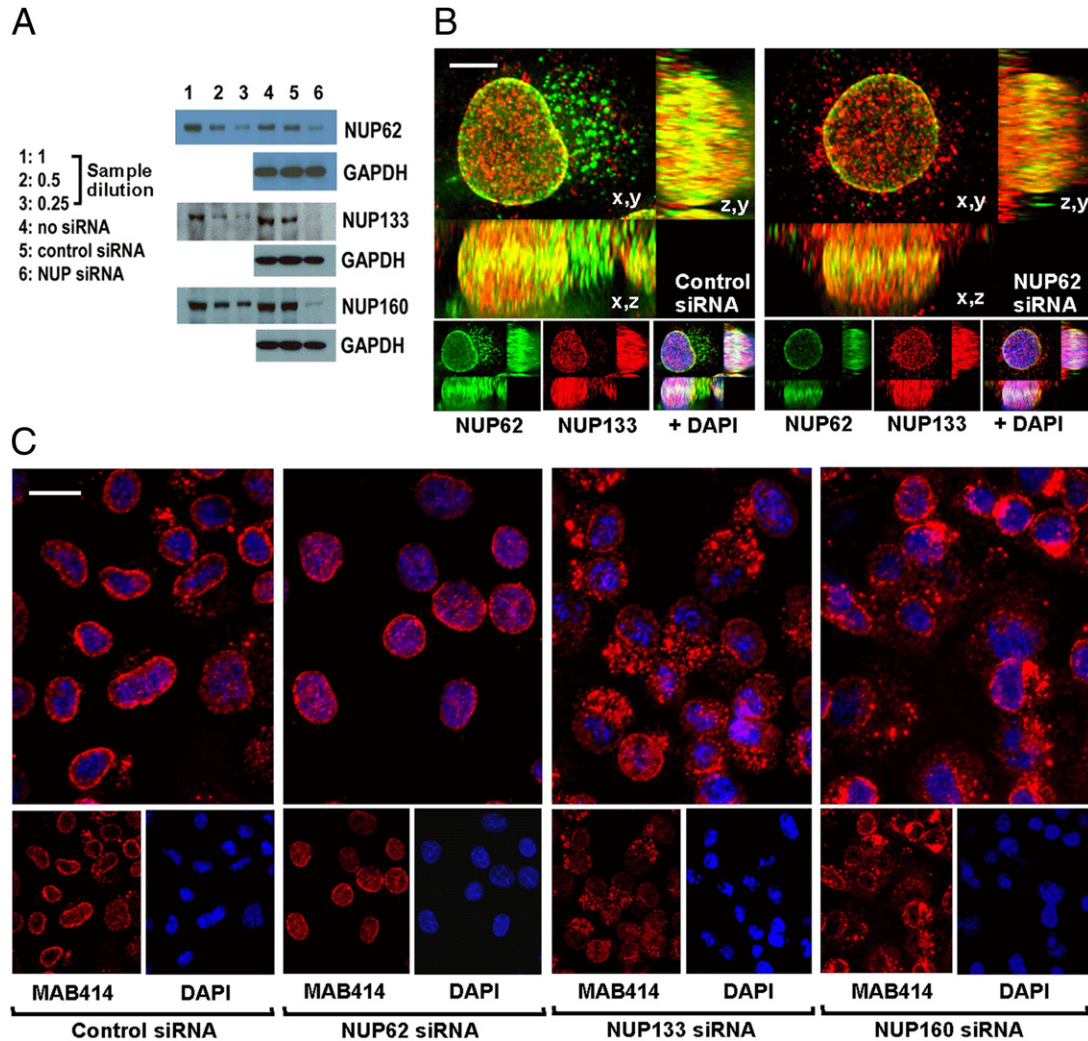 A
1 2 3 4 5 6
NUP62
GAPDH
1: 1
2: 0.5
3: 0.25
Sample
dilution
4: no siRNA
5: control siRNA
6: NUP siRNA
NUP133
GAPDH
NUP160
GAPDH
B
x,y
z,y
x,z
Control
siRNA
x,y
z,y
x,z
NUP62
siRNA
NUP62 NUP133 + DAPI
NUP62 NUP133 + DAPI
C
MAB414 DAPI MAB414 DAPI MAB414 DAPI MAB414 DAPI
Control siRNA NUP62 siRNA NUP133 siRNA NUP160 siRNA